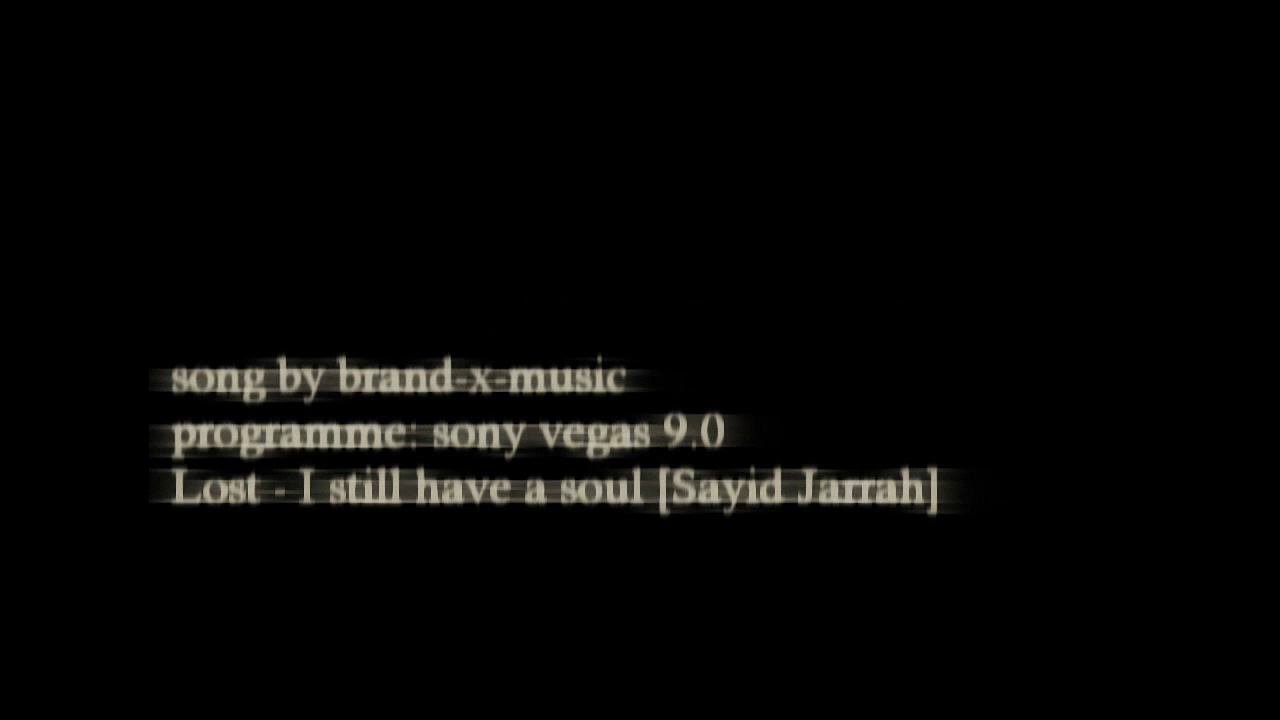 song by brand-x-music
programme: sony vegas 9.0
Lost - I still have a soul [Sayid Jarrah]